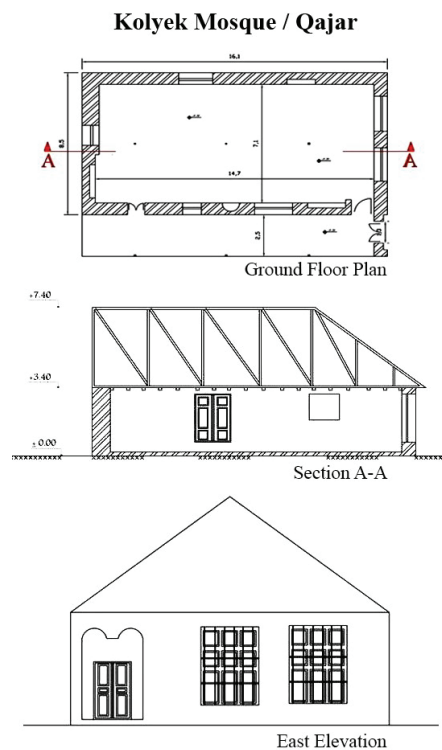 Kolyek Mosque / Qajar
16.1
8.5
7.1
A
A
14.7
2.5
Ground Floor Plan
+7.40
+3.40
± 0.00
Section A-A
East Elevation